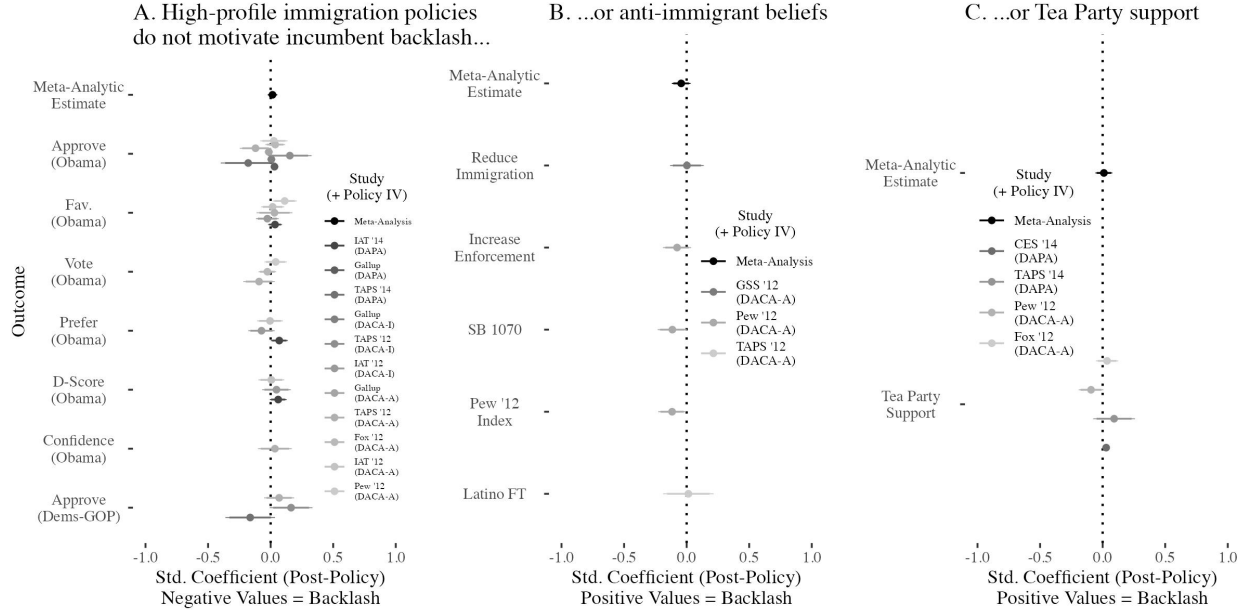 A. High-profile immigration policies
do not motivate incumbent backlash...
Outcome
Meta-Analytic
Estimate
Approve
(Obama)
Fav.
(Obama)
Vote
(Obama)
Prefer
(Obama)
D-Score
(Obama)
Confidence
(Obama)
Approve
(Dems-GOP)
Study
(+ Policy IV)
Meta-Analysis
IAT '14
(DAPA)
Gallup
(DAPA)
TAPS '14
(DAPA)
Gallup
(DACA-I)
TAPS '12
(DACA-I)
IAT '12
(DACA-I)
Gallup
(DACA-A)
TAPS '12
(DACA-A)
Fox '12
(DACA-A)
IAT '12
(DACA-A)
Pew '12
(DACA-A)
-1.0 -0.5 0.0 0.5 1.0
Std. Coefficient (Post-Policy)
Negative Values = Backlash
B. ...or anti-immigrant beliefs
Meta-Analytic
Estimate
Reduce
Immigration
Increase
Enforcement
SB 1070
Pew '12
Index
Latino FT
Study
(+ Policy IV)
Meta-Analysis
GSS '12
(DACA-A)
Pew '12
(DACA-A)
TAPS '12
(DACA-A)
-1.0 -0.5 0.0 0.5 1.0
Std. Coefficient (Post-Policy)
Positive Values = Backlash
C. ...or Tea Party support
Meta-Analytic
Estimate
Tea Party
Support
Study
(+ Policy IV)
Meta-Analysis
CES '14
(DAPA)
TAPS '14
(DAPA)
Pew '12
(DACA-A)
Fox '12
(DACA-A)
-1.0 -0.5 0.0 0.5 1.0
Std. Coefficient (Post-Policy)
Positive Values = Backlash